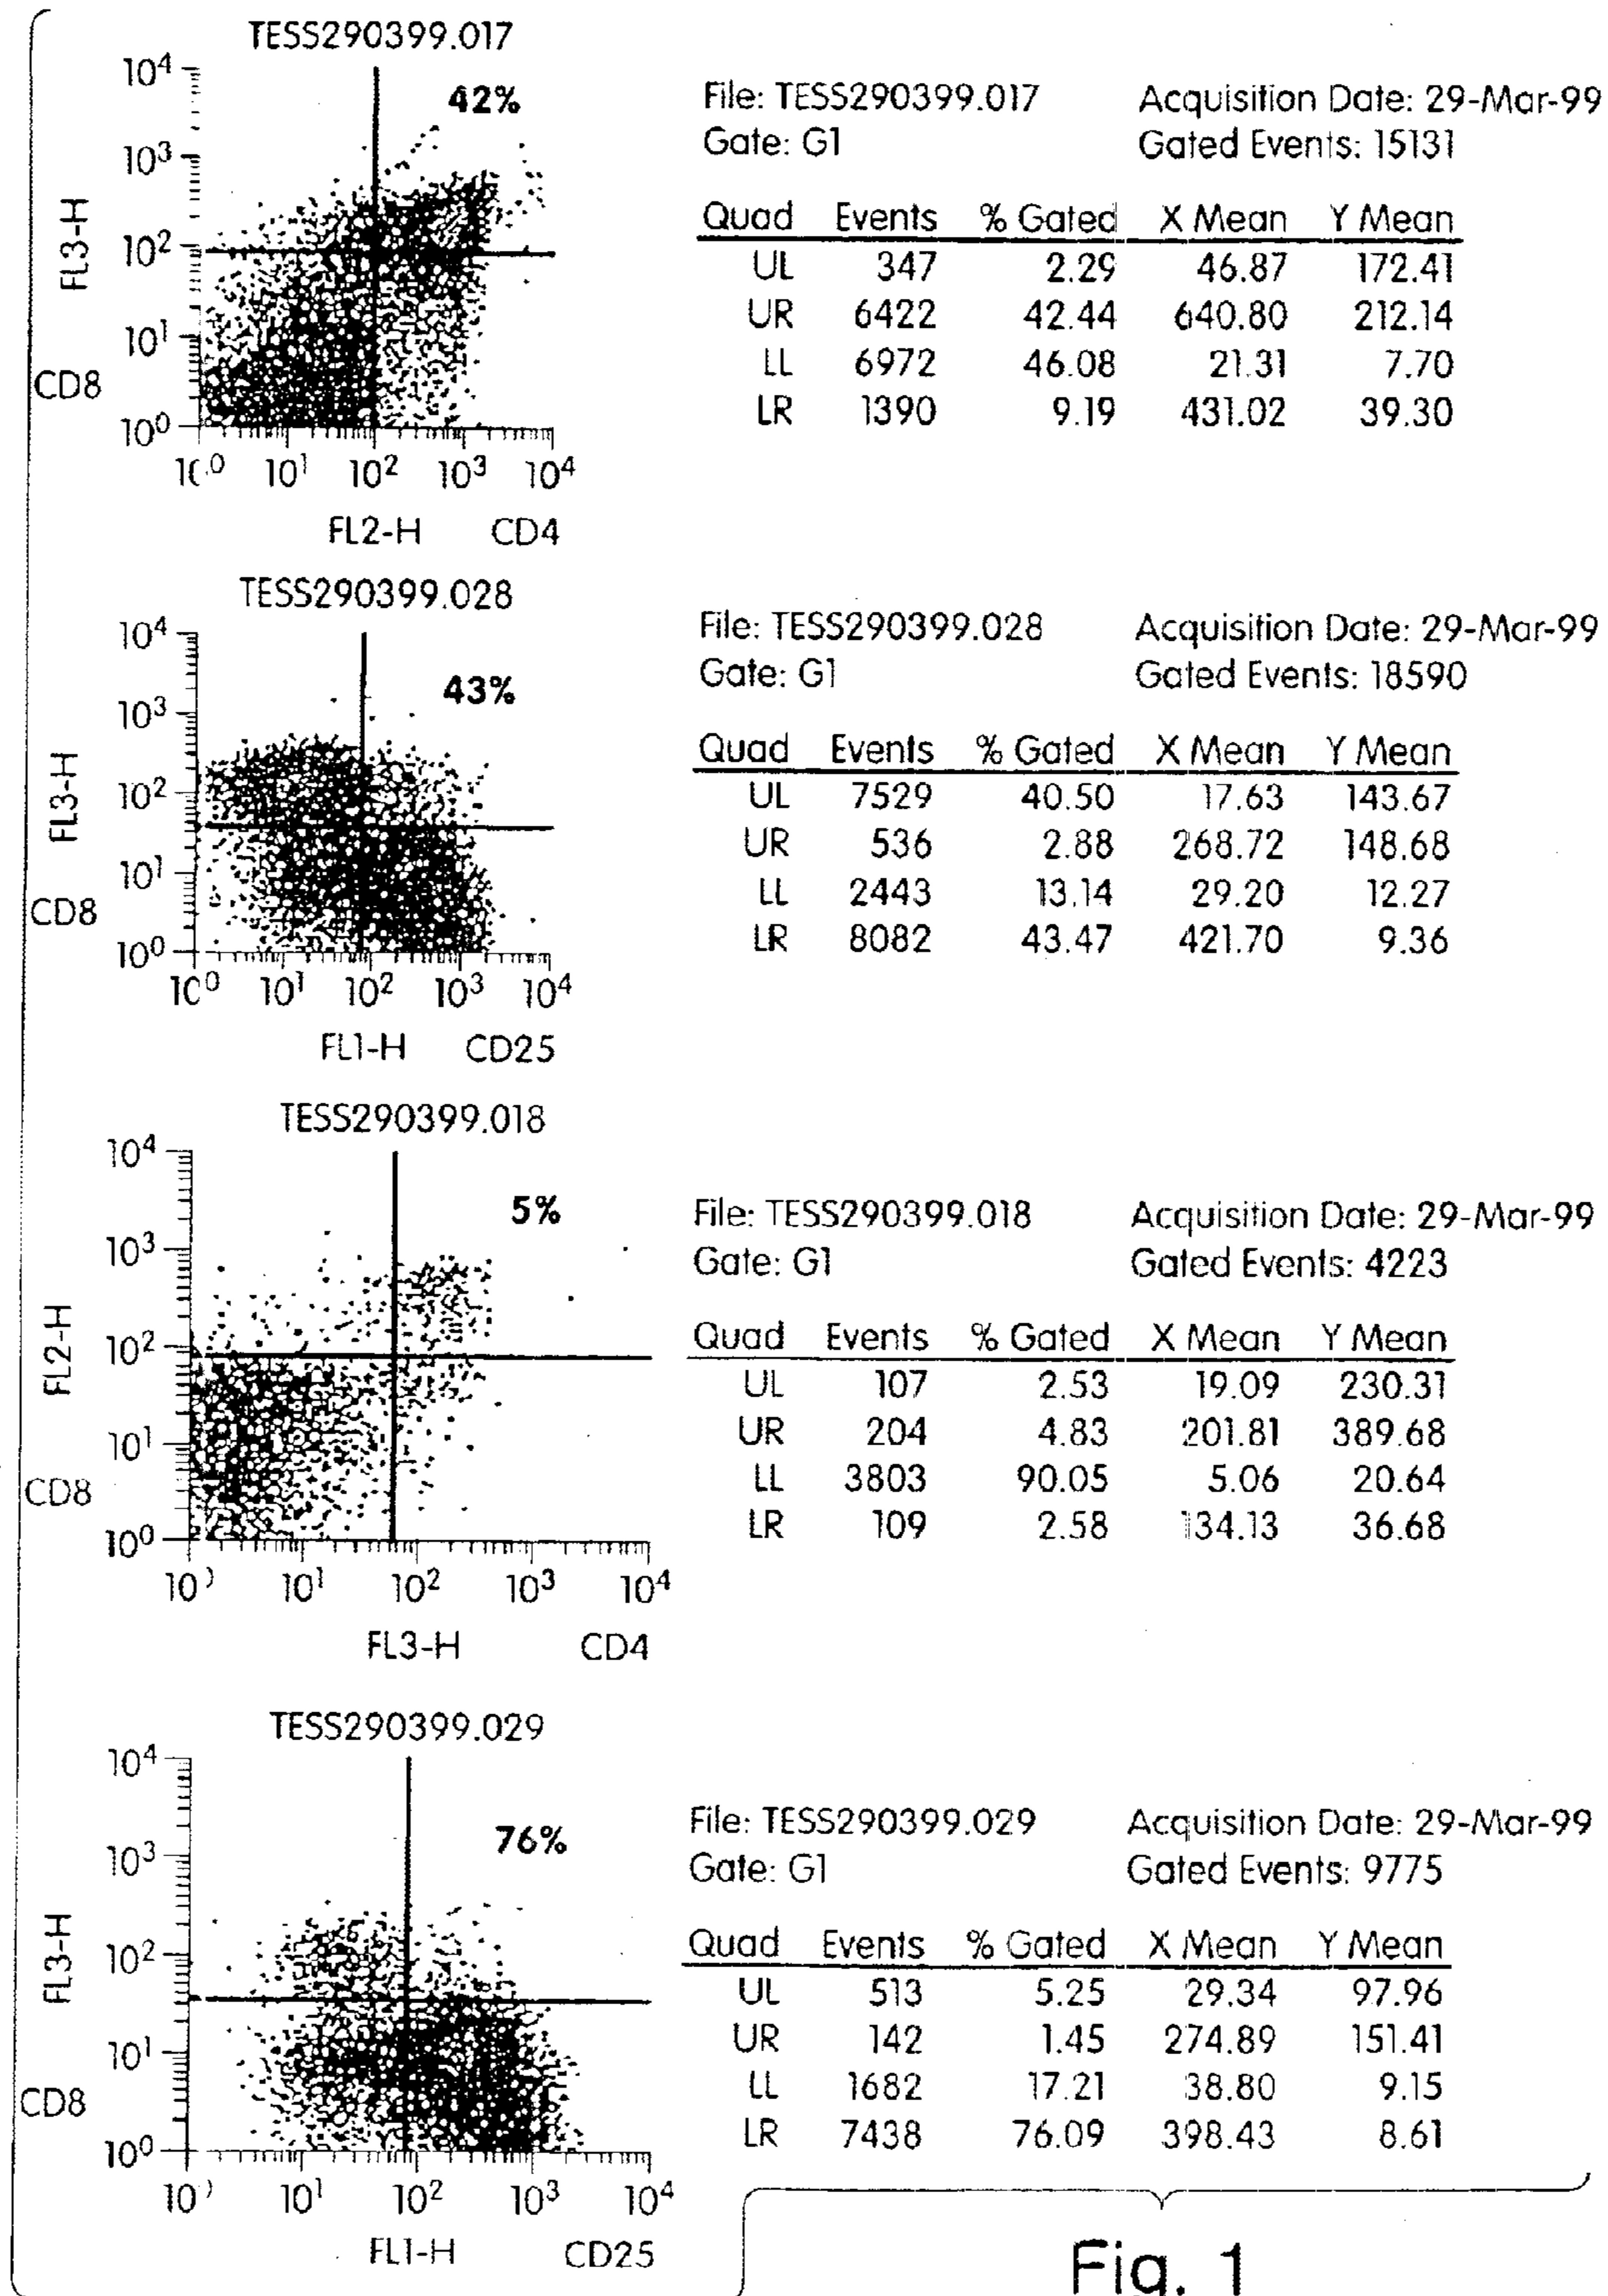 TESS290399.017
42%
10⁴
10³
10²
10¹
10⁰
FL3-H
CD8
10⁰ 10¹ 10² 10³ 10⁴
FL2-H CD4
File: TESS290399.017 Acquisition Date: 29-Mar-99
Gate: G1 Gated Events: 15131
Quad Events % Gated X Mean Y Mean
UL 347 2.29 46.87 172.41
UR 6422 42.44 640.80 212.14
LL 6972 46.08 21.31 7.70
LR 1390 9.19 431.02 39.30
TESS290399.028
43%
10⁴
10³
10²
10¹
10⁰
FL3-H
CD8
10⁰ 10¹ 10² 10³ 10⁴
FL1-H CD25
File: TESS290399.028 Acquisition Date: 29-Mar-99
Gate: G1 Gated Events: 18590
Quad Events % Gated X Mean Y Mean
UL 7529 40.50 17.63 143.67
UR 536 2.88 268.72 148.68
LL 2443 13.14 29.20 12.27
LR 8082 43.47 421.70 9.36
TESS290399.018
5%
10⁴
10³
10²
10¹
10⁰
FL2-H
CD8
10⁰ 10¹ 10² 10³ 10⁴
FL3-H CD4
File: TESS290399.018 Acquisition Date: 29-Mar-99
Gate: G1 Gated Events: 4223
Quad Events % Gated X Mean Y Mean
UL 107 2.53 19.09 230.31
UR 204 4.83 201.81 389.68
LL 3803 90.05 5.06 20.64
LR 109 2.58 134.13 36.68
TESS290399.029
76%
10⁴
10³
10²
10¹
10⁰
FL3-H
CD8
10⁰ 10¹ 10² 10³ 10⁴
FL1-H CD25
File: TESS290399.029 Acquisition Date: 29-Mar-99
Gate: G1 Gated Events: 9775
Quad Events % Gated X Mean Y Mean
UL 513 5.25 29.34 97.96
UR 142 1.45 274.89 151.41
LL 1682 17.21 38.80 9.15
LR 7438 76.09 398.43 8.61
Fig. 1